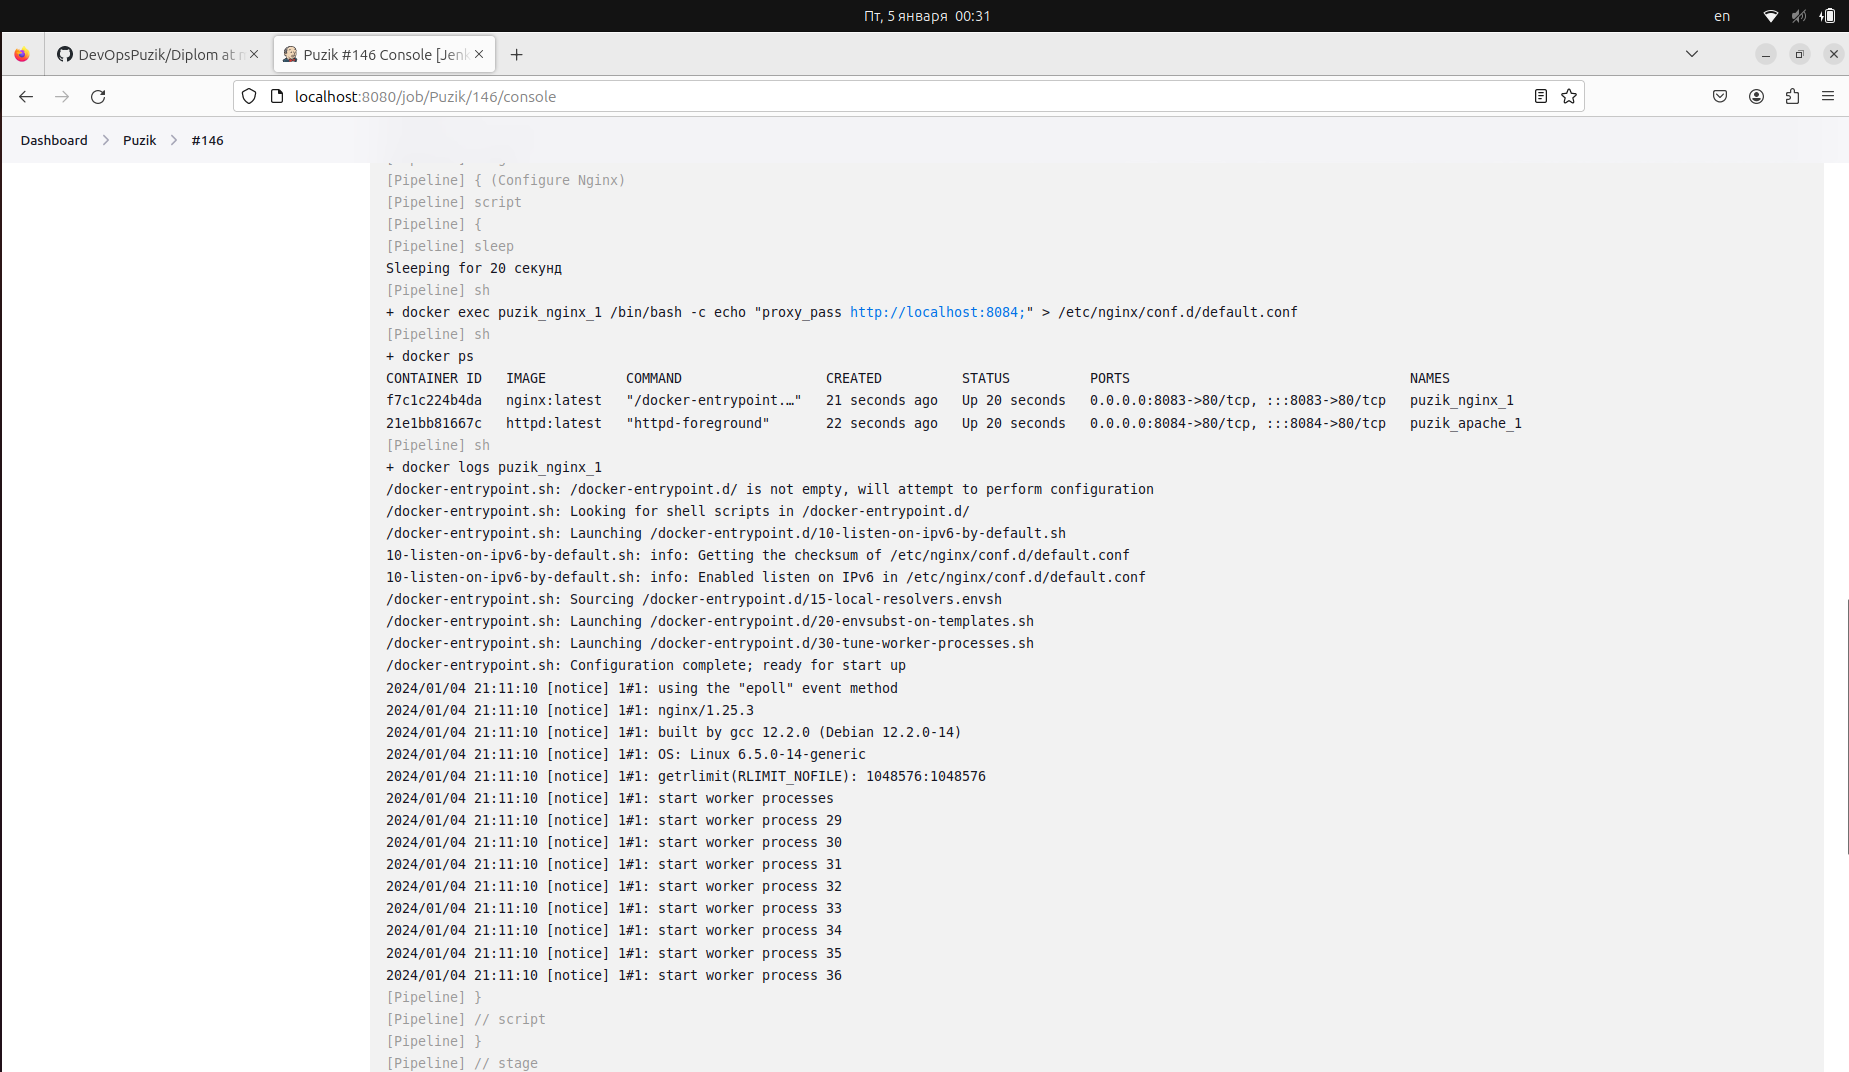 Пт, 5 января 00:31
en
DevOpsPuzik/Diplom at
Puzik #146 Console [Jenk
localhost:8080/job/Puzik/146/console
Dashboard
Puzik
#146
[Pipeline] { (Configure Nginx)
[Pipeline] script
[Pipeline] {
[Pipeline] sleep
Sleeping for 20 секунд
[Pipeline] sh
+ docker exec puzik_nginx_1 /bin/bash -c echo "proxy_pass http://localhost:8084;" > /etc/nginx/conf.d/default.conf
[Pipeline] sh
+ docker ps
CONTAINER ID IMAGE COMMAND CREATED STATUS PORTS NAMES
f7c1c224b4da nginx:latest "/docker-entrypoint.…" 21 seconds ago Up 20 seconds 0.0.0.0:8083->80/tcp, :::8083->80/tcp puzik_nginx_1
21e1bb81667c httpd:latest "httpd-foreground" 22 seconds ago Up 20 seconds 0.0.0.0:8084->80/tcp, :::8084->80/tcp puzik_apache_1
[Pipeline] sh
+ docker logs puzik_nginx_1
/docker-entrypoint.sh: /docker-entrypoint.d/ is not empty, will attempt to perform configuration
/docker-entrypoint.sh: Looking for shell scripts in /docker-entrypoint.d/
/docker-entrypoint.sh: Launching /docker-entrypoint.d/10-listen-on-ipv6-by-default.sh
10-listen-on-ipv6-by-default.sh: info: Getting the checksum of /etc/nginx/conf.d/default.conf
10-listen-on-ipv6-by-default.sh: info: Enabled listen on IPv6 in /etc/nginx/conf.d/default.conf
/docker-entrypoint.sh: Sourcing /docker-entrypoint.d/15-local-resolvers.envsh
/docker-entrypoint.sh: Launching /docker-entrypoint.d/20-envsubst-on-templates.sh
/docker-entrypoint.sh: Launching /docker-entrypoint.d/30-tune-worker-processes.sh
/docker-entrypoint.sh: Configuration complete; ready for start up
2024/01/04 21:11:10 [notice] 1#1: using the "epoll" event method
2024/01/04 21:11:10 [notice] 1#1: nginx/1.25.3
2024/01/04 21:11:10 [notice] 1#1: built by gcc 12.2.0 (Debian 12.2.0-14)
2024/01/04 21:11:10 [notice] 1#1: OS: Linux 6.5.0-14-generic
2024/01/04 21:11:10 [notice] 1#1: getrlimit(RLIMIT_NOFILE): 1048576:1048576
2024/01/04 21:11:10 [notice] 1#1: start worker processes
2024/01/04 21:11:10 [notice] 1#1: start worker process 29
2024/01/04 21:11:10 [notice] 1#1: start worker process 30
2024/01/04 21:11:10 [notice] 1#1: start worker process 31
2024/01/04 21:11:10 [notice] 1#1: start worker process 32
2024/01/04 21:11:10 [notice] 1#1: start worker process 33
2024/01/04 21:11:10 [notice] 1#1: start worker process 34
2024/01/04 21:11:10 [notice] 1#1: start worker process 35
2024/01/04 21:11:10 [notice] 1#1: start worker process 36
[Pipeline] }
[Pipeline] // script
[Pipeline] }
[Pipeline] // stage